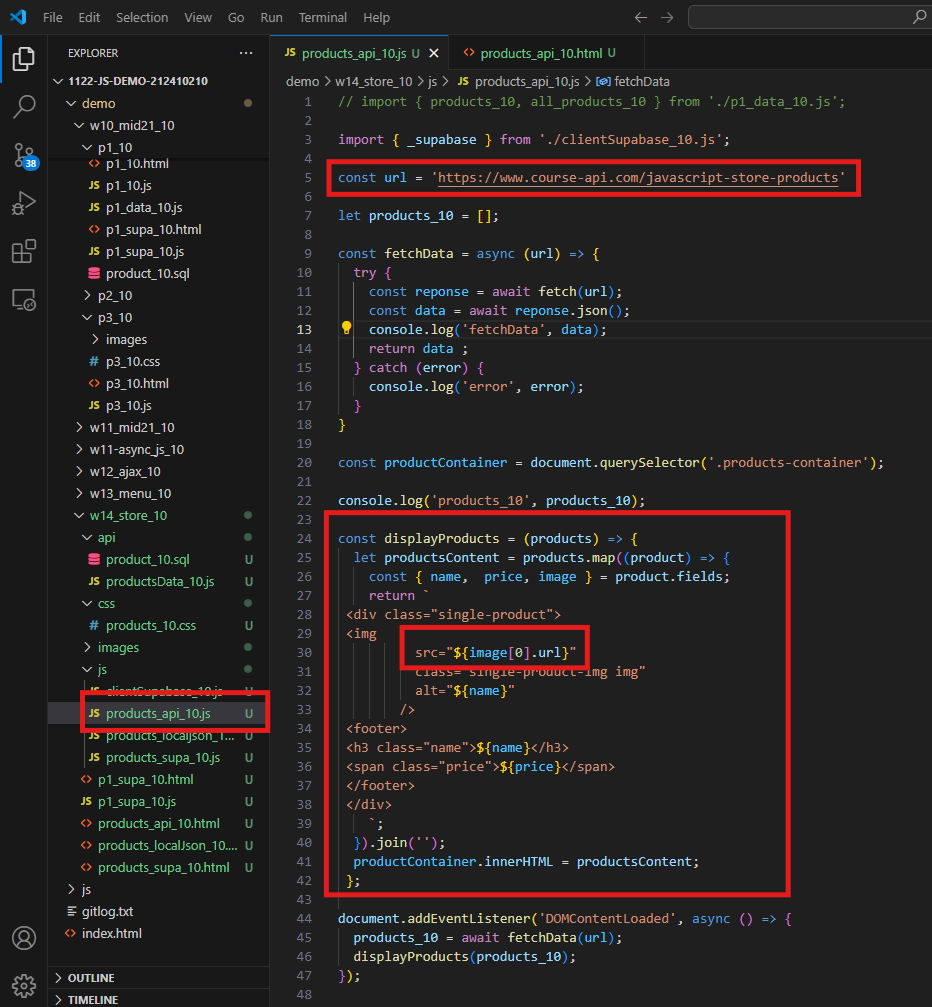 File Edit Selection View Go Run Terminal Help
EXPLORER ···
1122-JS-DEMO-212410210
demo
w10_mid21_10
p1_10
p1_10.html
p1_10.js
p1_data_10.js
p1_supa_10.html
p1_supa_10.js
product_10.sql
p2_10
p3_10
images
p3_10.css
p3_10.html
p3_10.js
w11_mid21_10
w11-async_js_10
w12_ajax_10
w13_menu_10
w14_store_10
api
product_10.sql U
productsData_10.js U
css
products_10.css U
images
js
clientSupabase_10.js U
products_api_10.js U
products_localJson_1... U
products_supa_10.js U
p1_supa_10.html U
p1_supa_10.js U
products_api_10.html U
products_localJson_10.... U
products_supa_10.html U
js
gitlog.txt
index.html
OUTLINE
TIMELINE
38
JS products_api_10.js U × <> products_api_10.html U
demo > w14_store_10 > js > JS products_api_10.js > fetchData
1 // import { products_10, all_products_10 } from './p1_data_10.js';
2
3 import { _supabase } from './clientSupabase_10.js';
4
5 const url = 'https://www.course-api.com/javascript-store-products'
6
7 let products_10 = [];
8
9 const fetchData = async (url) => {
10 try {
11 const reponse = await fetch(url);
12 const data = await reponse.json();
13 console.log('fetchData', data);
14 return data ;
15 } catch (error) {
16 console.log('error', error);
17 }
18 }
19
20 const productContainer = document.querySelector('.products-container');
21
22 console.log('products_10', products_10);
23
24 const displayProducts = (products) => {
25 let productsContent = products.map((product) => {
26 const { name,  price, image } = product.fields;
27 return `
28 <div class="single-product">
29 <img
30 src="${image[0].url}"
31 class="single-product-img img"
32 alt="${name}"
33 />
34 <footer>
35 <h3 class="name">${name}</h3>
36 <span class="price">${price}</span>
37 </footer>
38 </div>
39 `;
40 }).join('');
41 productContainer.innerHTML = productsContent;
42 };
43
44 document.addEventListener('DOMContentLoaded', async () => {
45 products_10 = await fetchData(url);
46 displayProducts(products_10);
47 });
48